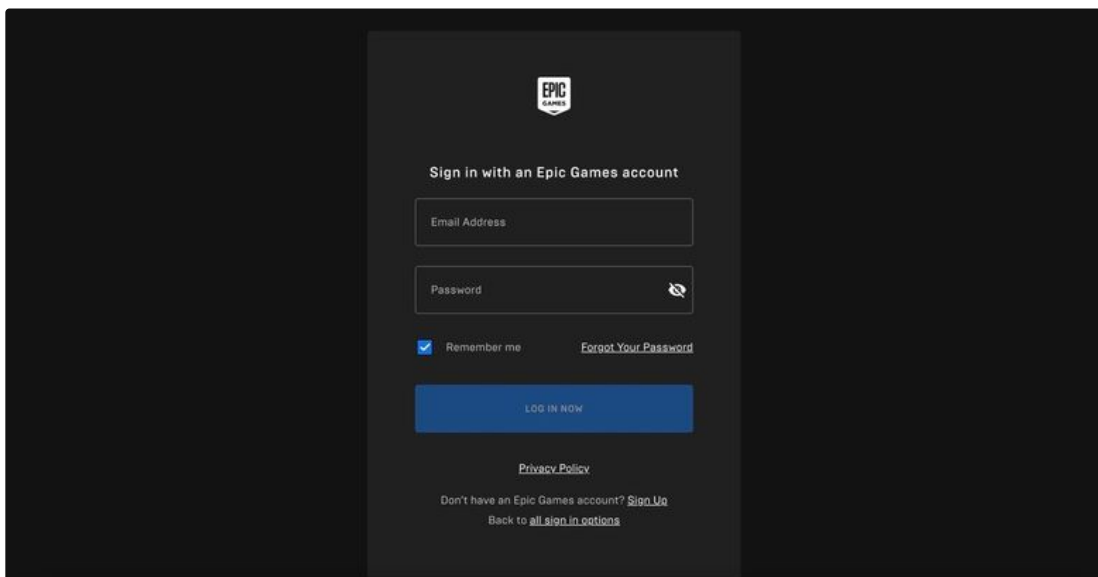 EPIC
GAMES
Sign in with an Epic Games account
Email Address
Password
Remember me Forgot Your Password
LOG IN NOW
Privacy Policy
Don't have an Epic Games account? Sign Up
Back to all sign in options